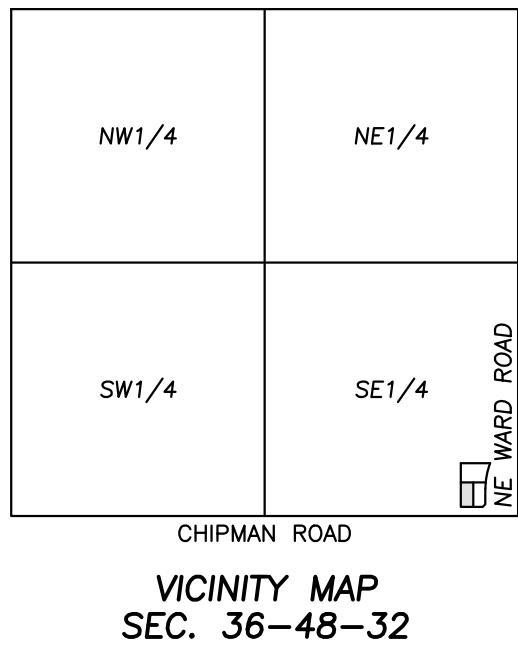 NW1/4
NE1/4
SW1/4
SE1/4
NE WARD ROAD
CHIPMAN ROAD
VICINITY MAP
SEC. 36-48-32